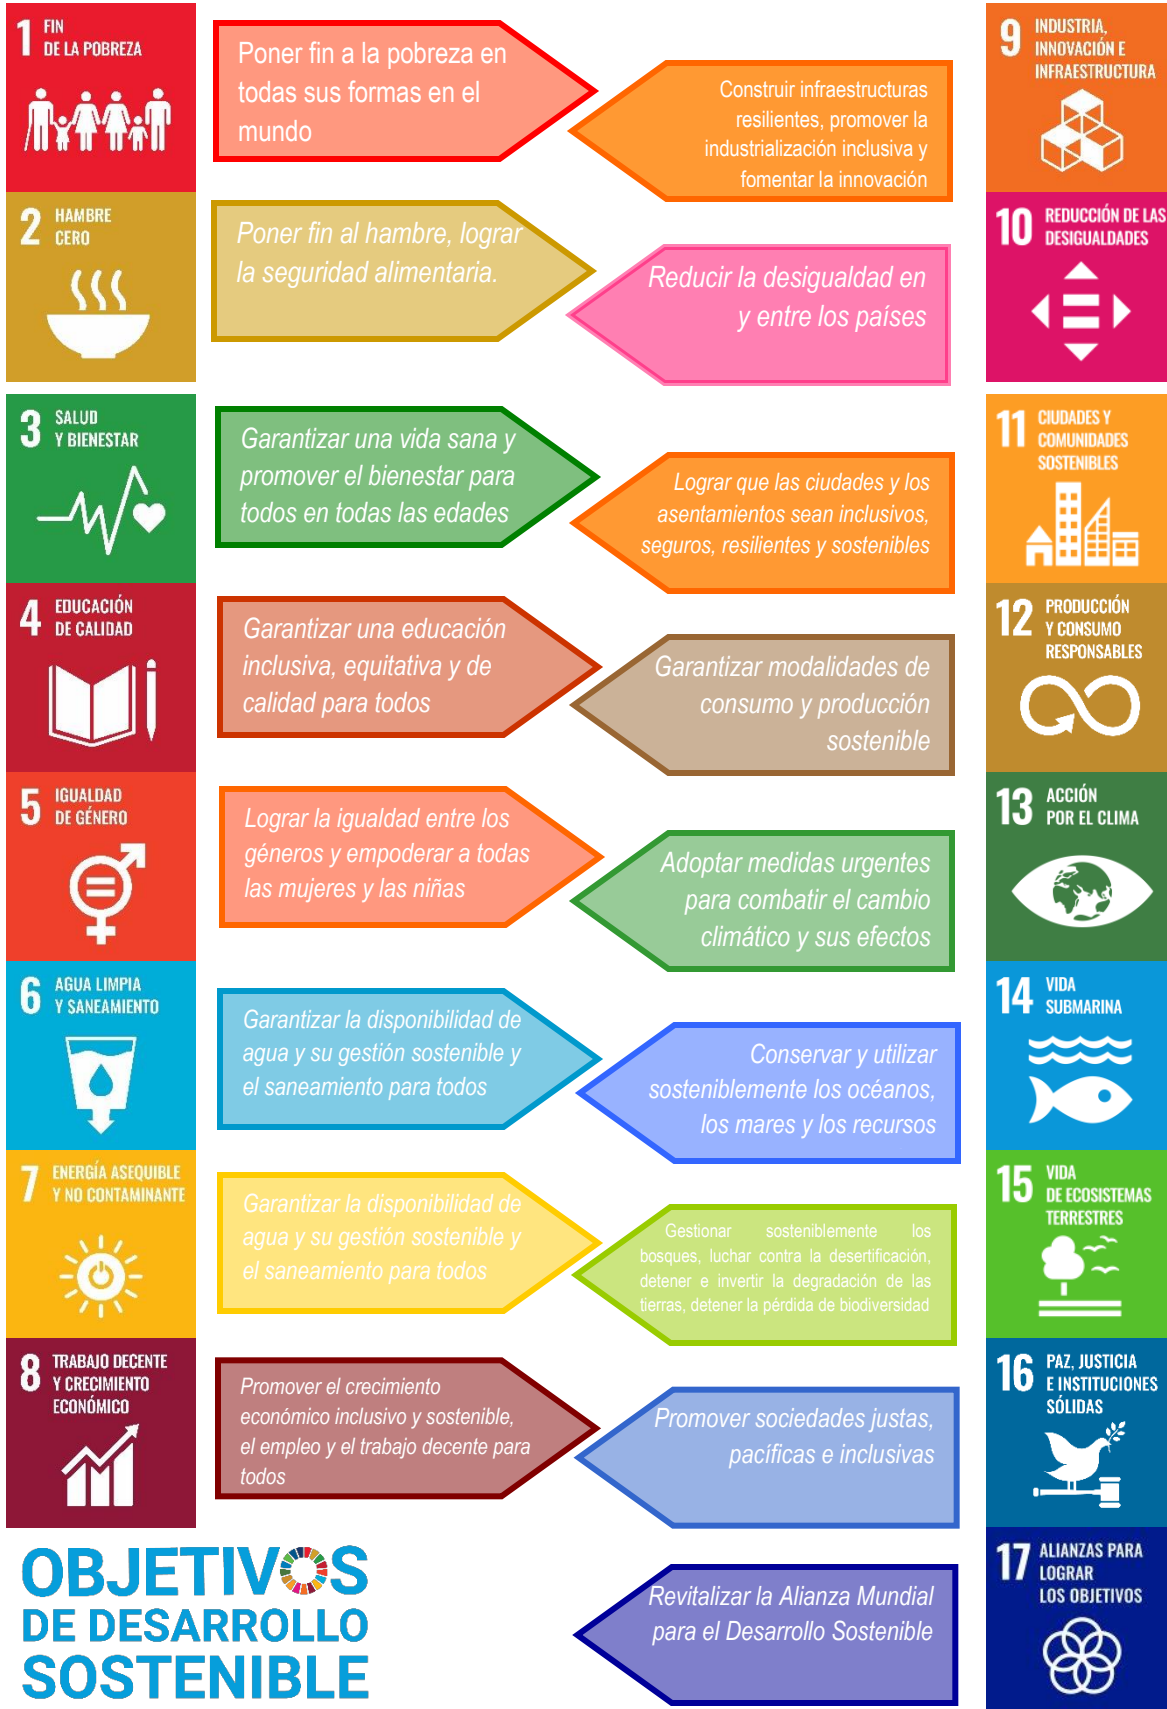 1 FIN
DE LA POBREZA
Poner fin a la pobreza en
todas sus formas en el
mundo
9 INDUSTRIA,
INNOVACIÓN E
INFRAESTRUCTURA
Construir infraestructuras
resilientes, promover la
industrialización inclusiva y
fomentar la innovación
2 HAMBRE
CERO
Poner fin al hambre, lograr
la seguridad alimentaria.
10 REDUCCIÓN DE LAS
DESIGUALDADES
Reducir la desigualdad en
y entre los países
3 SALUD
Y BIENESTAR
Garantizar una vida sana y
promover el bienestar para
todos en todas las edades
11 CIUDADES Y
COMUNIDADES
SOSTENIBLES
Lograr que las ciudades y los
asentamientos sean inclusivos,
seguros, resilientes y sostenibles
4 EDUCACIÓN
DE CALIDAD
Garantizar una educación
inclusiva, equitativa y de
calidad para todos
12 PRODUCCIÓN
Y CONSUMO
RESPONSABLES
Garantizar modalidades de
consumo y producción
sostenible
5 IGUALDAD
DE GÉNERO
Lograr la igualdad entre los
géneros y empoderar a todas
las mujeres y las niñas
13 ACCIÓN
POR EL CLIMA
Adoptar medidas urgentes
para combatir el cambio
climático y sus efectos
6 AGUA LIMPIA
Y SANEAMIENTO
Garantizar la disponibilidad de
agua y su gestión sostenible y
el saneamiento para todos
14 VIDA
SUBMARINA
Conservar y utilizar
sosteniblemente los océanos,
los mares y los recursos
7 ENERGÍA ASEQUIBLE
Y NO CONTAMINANTE
Garantizar la disponibilidad de
agua y su gestión sostenible y
el saneamiento para todos
15 VIDA
DE ECOSISTEMAS
TERRESTRES
Gestionar sosteniblemente los
bosques, luchar contra la desertificación,
detener e invertir la degradación de las
tierras, detener la pérdida de biodiversidad
8 TRABAJO DECENTE
Y CRECIMIENTO
ECONÓMICO
Promover el crecimiento
económico inclusivo y sostenible,
el empleo y el trabajo decente para
todos
16 PAZ, JUSTICIA
E INSTITUCIONES
SÓLIDAS
Promover sociedades justas,
pacíficas e inclusivas
OBJETIVOS
DE DESARROLLO
SOSTENIBLE
17 ALIANZAS PARA
LOGRAR
LOS OBJETIVOS
Revitalizar la Alianza Mundial
para el Desarrollo Sostenible